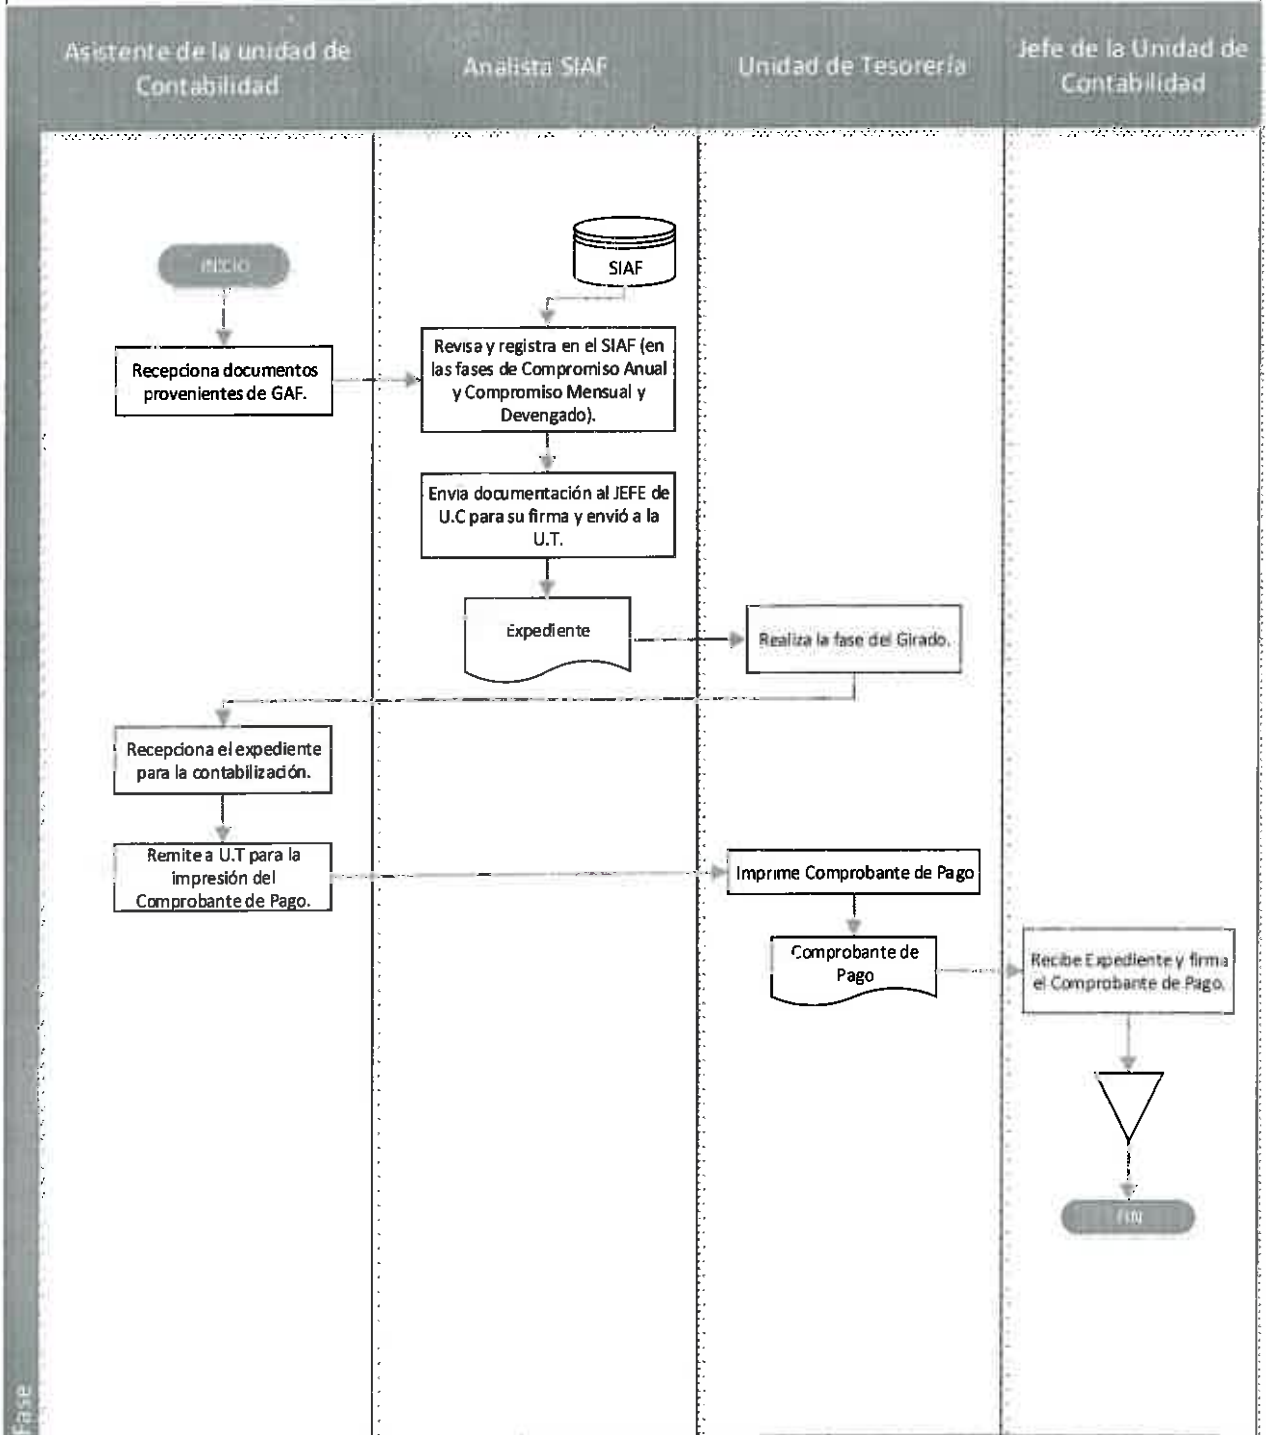 Asistente de la unidad de
Contabilidad
Analista SIAF
Unidad de Tesorería
Jefe de la Unidad de
Contabilidad
INICIO
SIAF
Recepciona documentos
provenientes de GAF.
Revisa y registra en el SIAF (en
las fases de Compromiso Anual
y Compromiso Mensual y
Devengado).
Envia documentación al JEFE de
U.C para su firma y envió a la
U.T.
Expediente
Realiza la fase del Girado.
Recepciona el expediente
para la contabilización.
Remite a U.T para la
impresión del
Comprobante de Pago.
Imprime Comprobante de Pago
Comprobante de
Pago
Recibe Expediente y firma
el Comprobante de Pago.
FIN
Fase